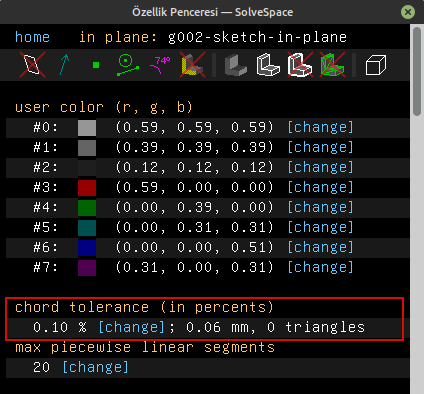 Özellik Penceresi — SolveSpace
home in plane: g002-sketch-in-plane
74º
user color (r, g, b)
#0: (0.59, 0.59, 0.59) [change]
#1: (0.39, 0.39, 0.39) [change]
#2: (0.12, 0.12, 0.12) [change]
#3: (0.59, 0.00, 0.00) [change]
#4: (0.00, 0.39, 0.00) [change]
#5: (0.00, 0.31, 0.31) [change]
#6: (0.00, 0.00, 0.51) [change]
#7: (0.31, 0.00, 0.31) [change]
chord tolerance (in percents)
0.10 % [change]; 0.06 mm, 0 triangles
max piecewise linear segments
20 [change]